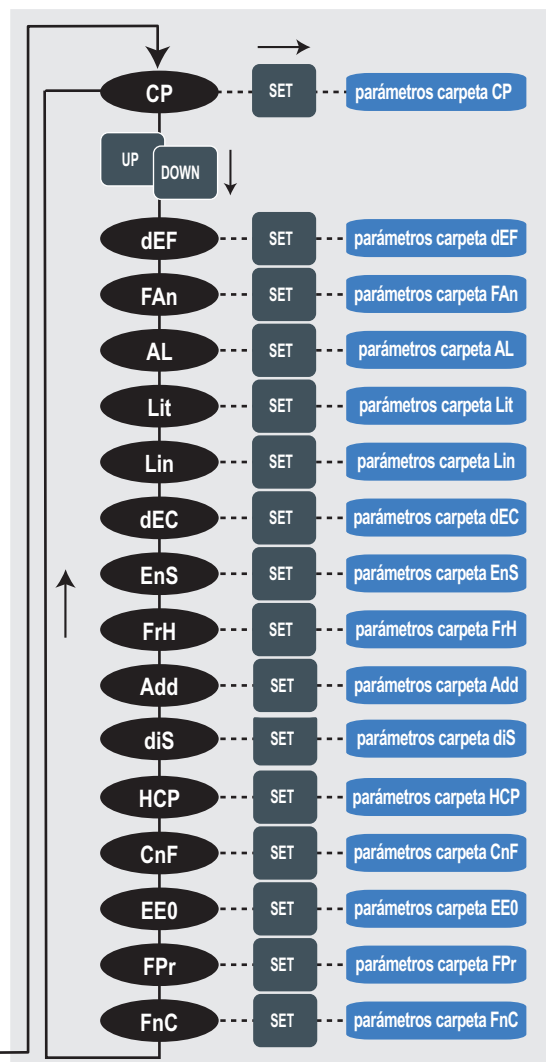 CP SET parámetros carpeta CP
UP
DOWN
dEF SET parámetros carpeta dEF
FAn SET parámetros carpeta FAn
AL SET parámetros carpeta AL
Lit SET parámetros carpeta Lit
Lin SET parámetros carpeta Lin
dEC SET parámetros carpeta dEC
EnS SET parámetros carpeta EnS
FrH SET parámetros carpeta FrH
Add SET parámetros carpeta Add
diS SET parámetros carpeta diS
HCP SET parámetros carpeta HCP
CnF SET parámetros carpeta CnF
EE0 SET parámetros carpeta EE0
FPr SET parámetros carpeta FPr
FnC SET parámetros carpeta FnC